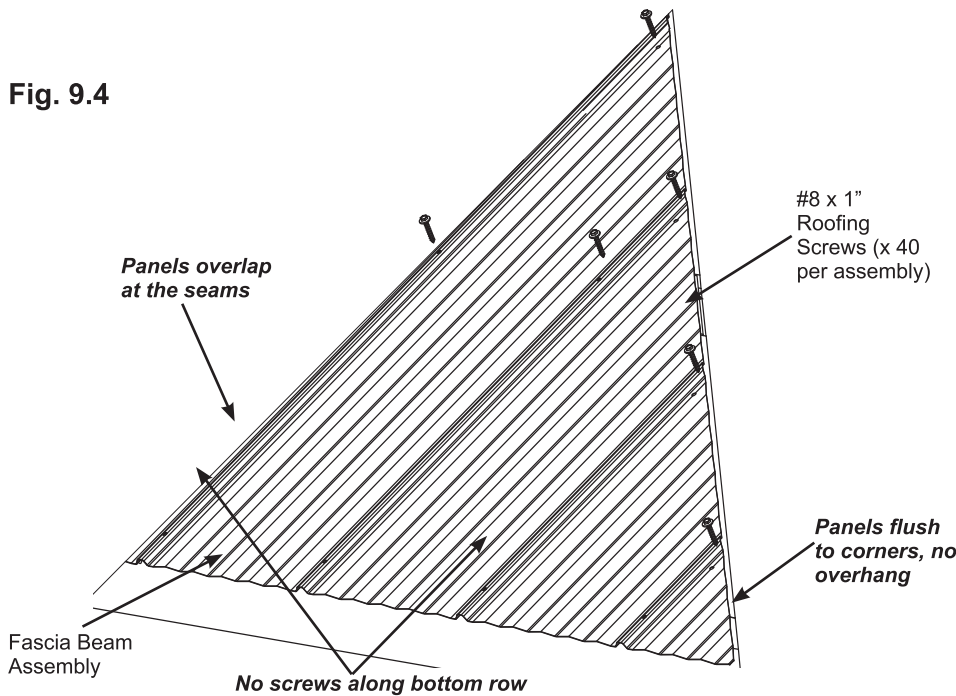 Fig. 9.4
#8 x 1”
Roofing
Screws (x 40
per assembly)
Panels overlap
at the seams
Panels flush
to corners, no
overhang
Fascia Beam
Assembly
No screws along bottom row